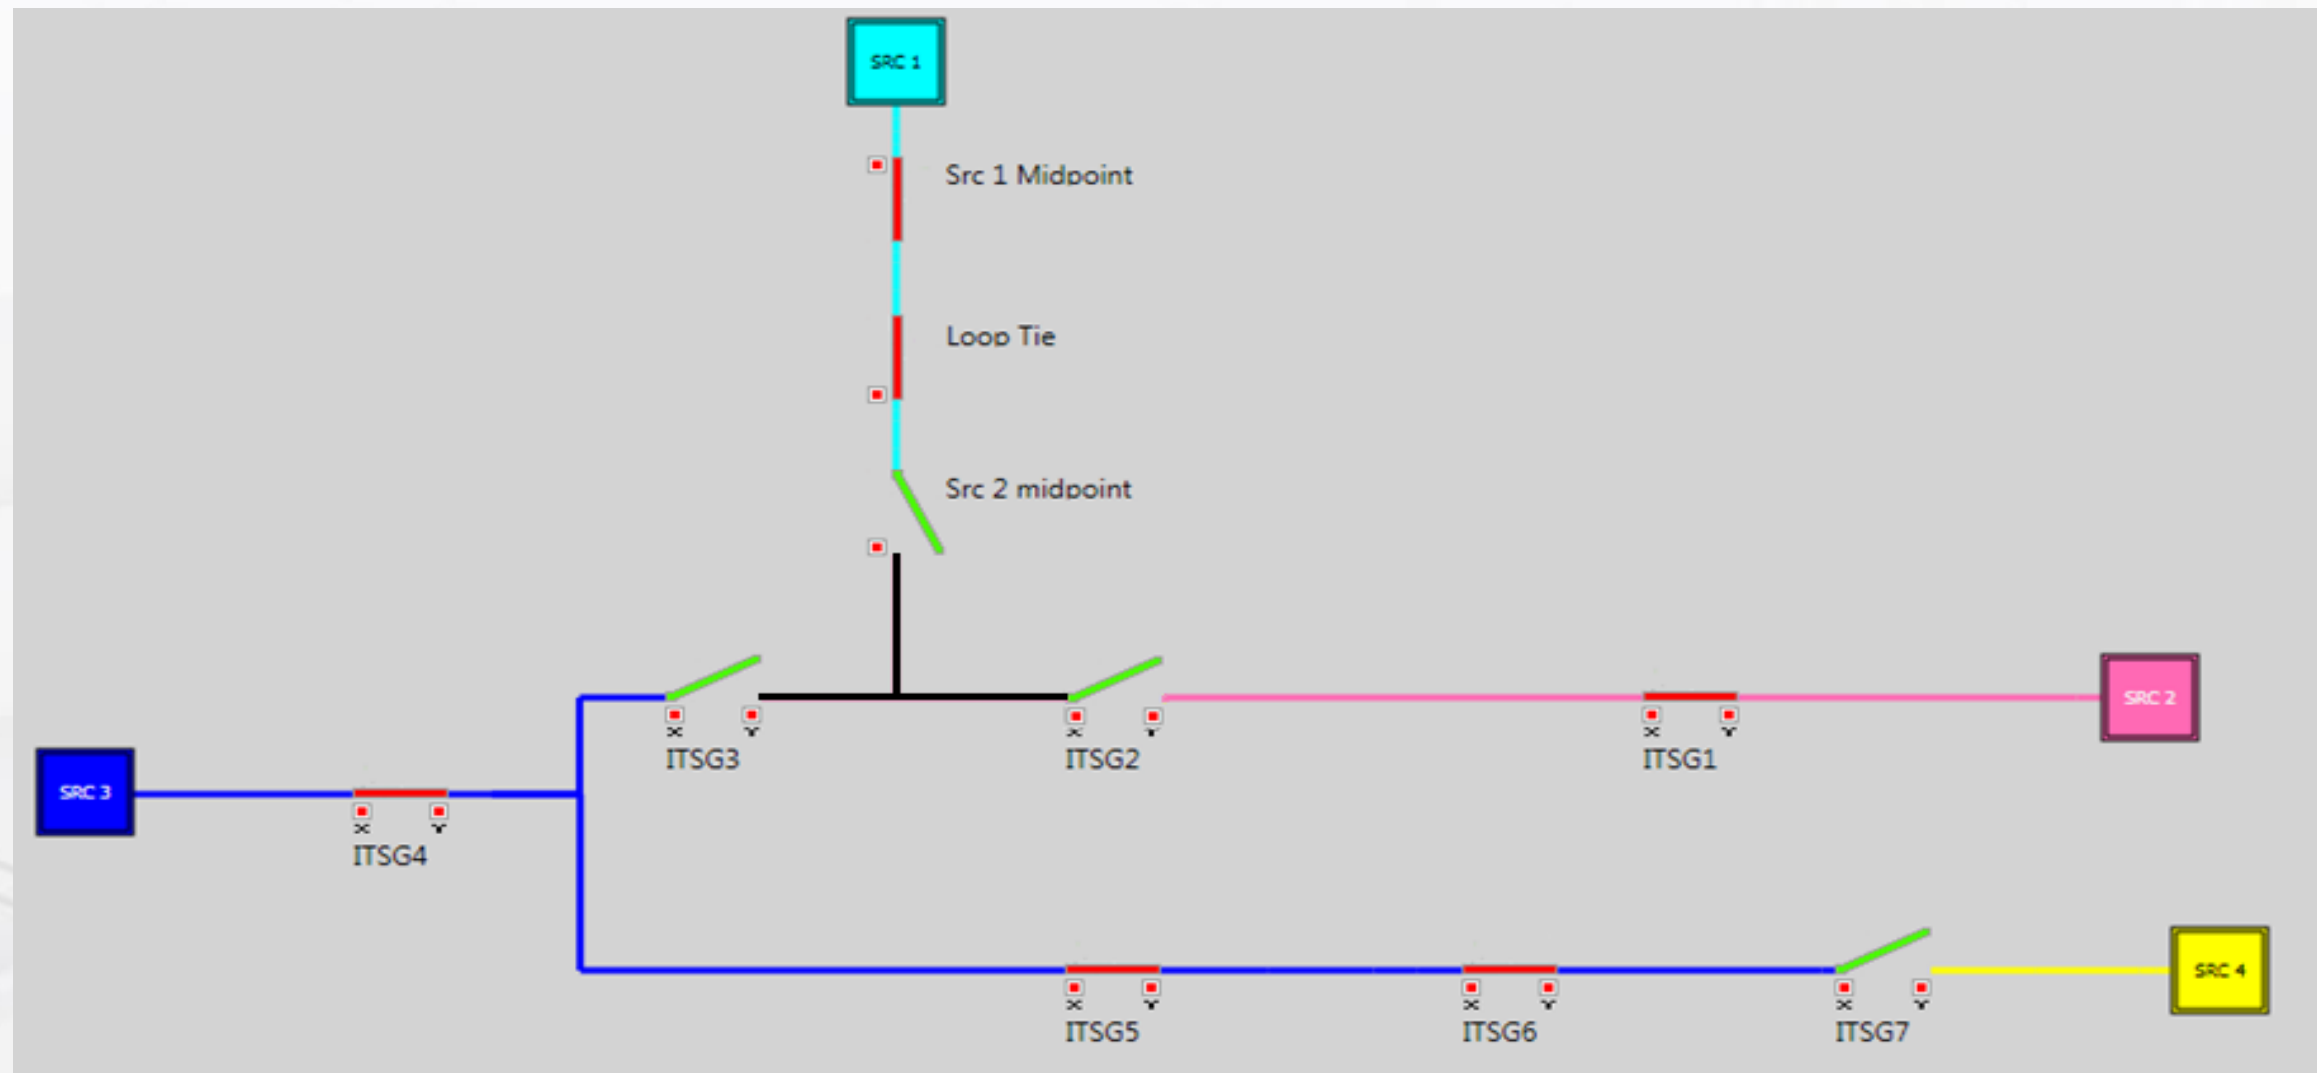 SRC 1
Src 1 Midpoint
Loop Tie
Src 2 midpoint
SRC 2
X Y
ITSG3
X Y
ITSG2
X Y
ITSG1
SRC 3
X Y
ITSG4
SRC 4
X Y
ITSG5
X Y
ITSG6
X Y
ITSG7